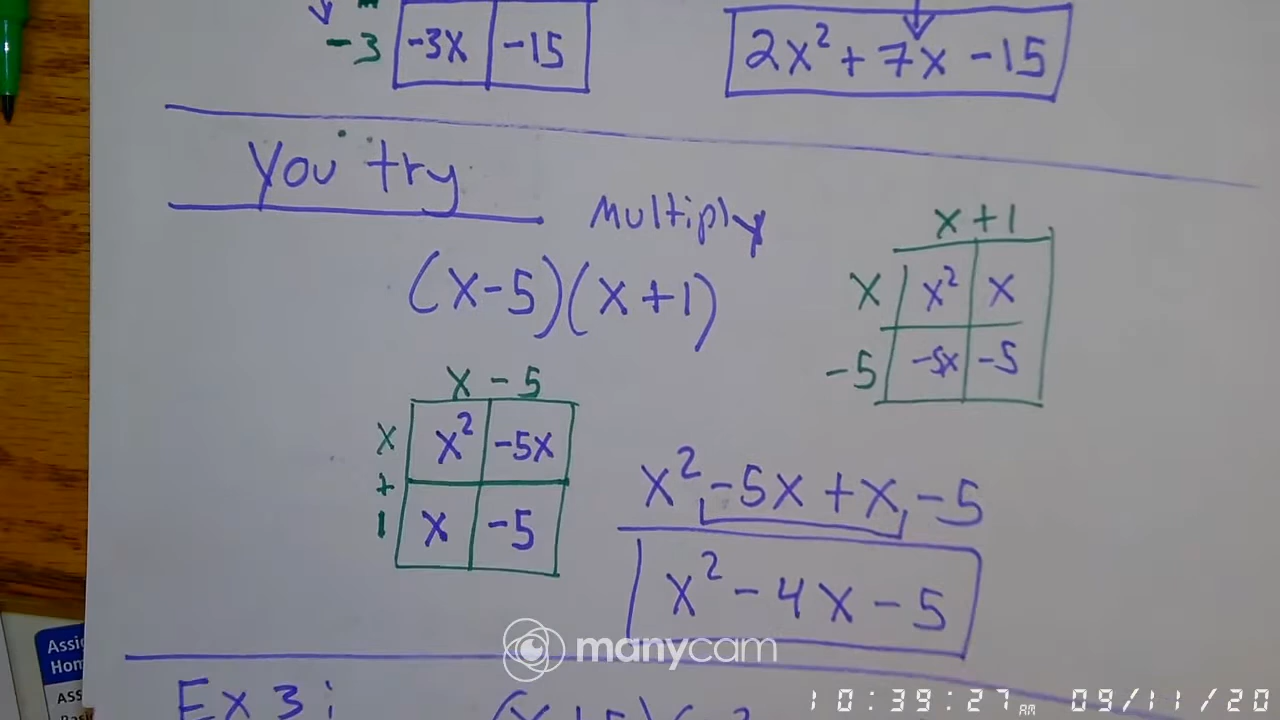 -3 -3x -15
2x² + 7x - 15
You try
Multiply
(x-5)(x+1)
x + 1
x x² x
-5 -5x -5
x - 5
x x² -5x
+
1 x -5
x² -5x + x -5
x² - 4x - 5
manycam
Ex 3:
10:39:27 AM 09/11/20